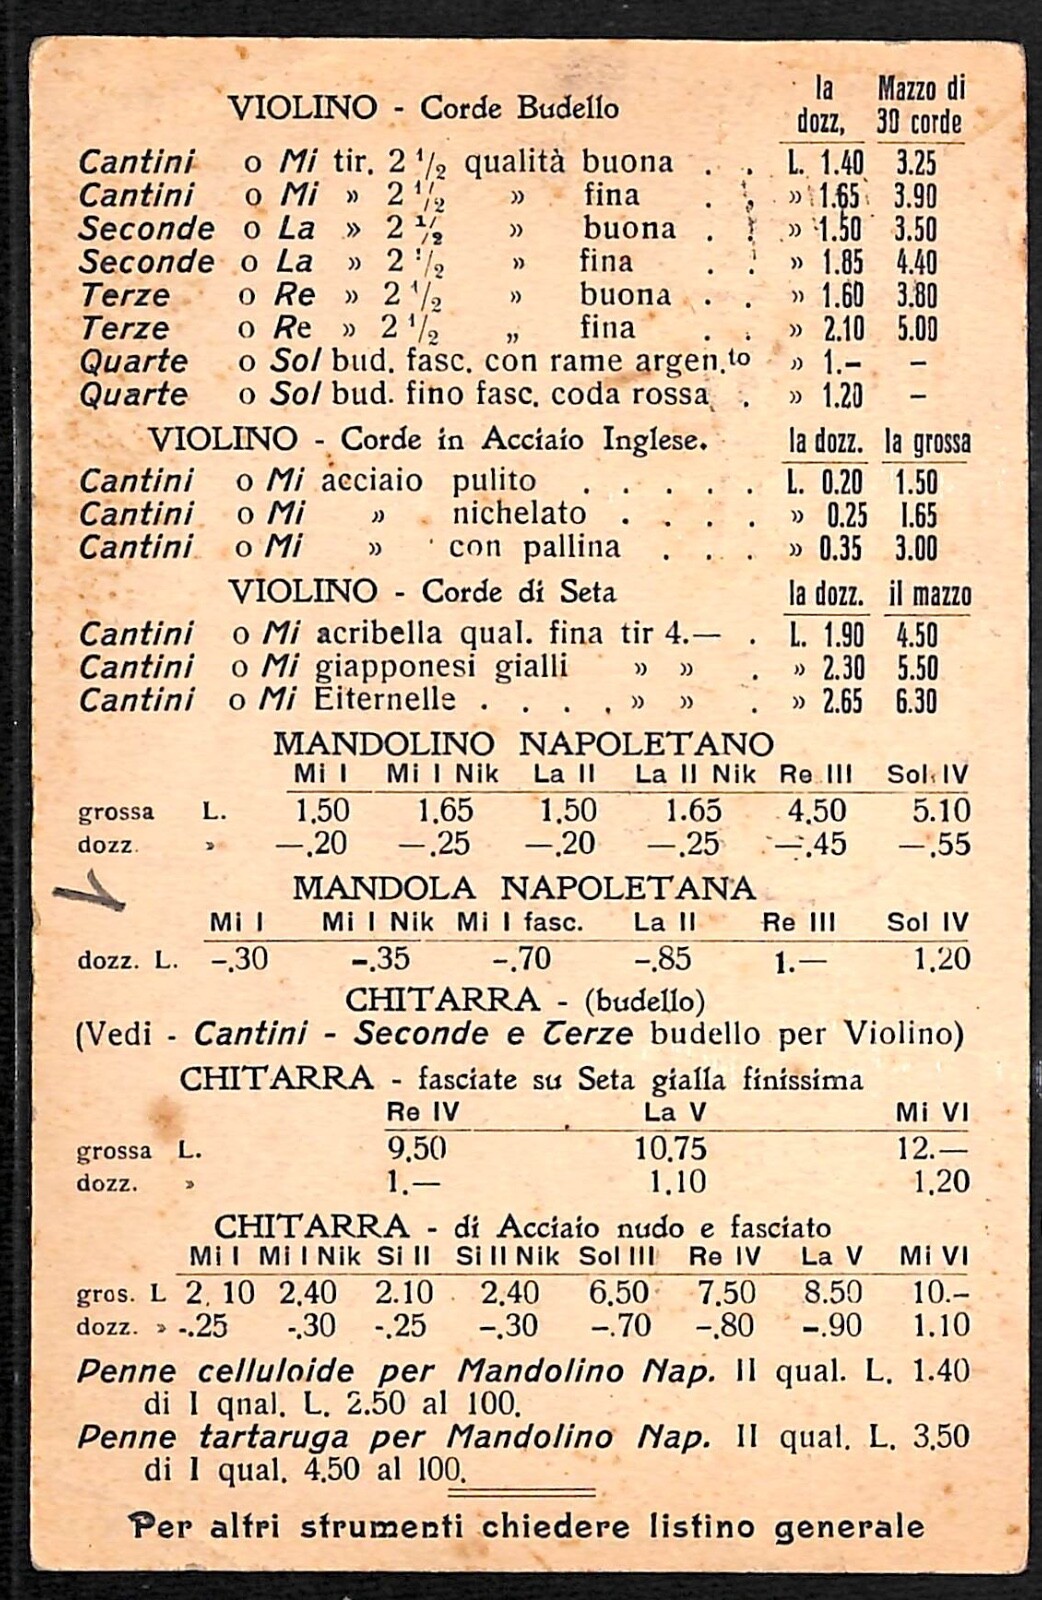 VIOLINO - Corde Budello la dozz, Mazzo di 30 corde
Cantini o Mi tir. 2 1/2 qualità buona . . L. 1.40 3.25
Cantini o Mi » 2 1/2 » fina . . » 1.65 3.90
Seconde o La » 2 1/2 » buona . . » 1.50 3.50
Seconde o La » 2 1/2 » fina . . » 1.85 4.40
Terze o Re » 2 1/2 » buona . . » 1.60 3.80
Terze o Re » 2 1/2 „ fina . . » 2.10 5.00
Quarte o Sol bud. fasc. con rame argen.to » 1.– –
Quarte o Sol bud. fino fasc. coda rossa . » 1.20 –
VIOLINO - Corde in Acciaio Inglese. la dozz. la grossa
Cantini o Mi acciaio pulito . . . . . L. 0.20 1.50
Cantini o Mi » nichelato . . . . » 0.25 1.65
Cantini o Mi » con pallina . . . » 0.35 3.00
VIOLINO - Corde di Seta la dozz. il mazzo
Cantini o Mi acribella qual. fina tir 4.— . L. 1.90 4.50
Cantini o Mi giapponesi gialli » » . » 2.30 5.50
Cantini o Mi Eiternelle . . . . » » . » 2.65 6.30
MANDOLINO NAPOLETANO
Mi I Mi I Nik La II La II Nik Re III Sol IV
grossa L. 1.50 1.65 1.50 1.65 4.50 5.10
dozz. » —.20 —.25 —.20 —.25 —.45 —.55
MANDOLA NAPOLETANA
Mi I Mi I Nik Mi I fasc. La II Re III Sol IV
dozz. L. -.30 -.35 -.70 -.85 1.— 1.20
CHITARRA - (budello)
(Vedi - Cantini - Seconde e Terze budello per Violino)
CHITARRA - fasciate su Seta gialla finissima
Re IV La V Mi VI
grossa L. 9.50 10.75 12.—
dozz. » 1.— 1.10 1.20
CHITARRA - di Acciaio nudo e fasciato
Mi I Mi I Nik Si II Si II Nik Sol III Re IV La V Mi VI
gros. L 2.10 2.40 2.10 2.40 6.50 7.50 8.50 10.–
dozz. » -.25 -.30 -.25 -.30 -.70 -.80 -.90 1.10
Penne celluloide per Mandolino Nap. II qual. L. 1.40
di I qnal. L. 2.50 al 100.
Penne tartaruga per Mandolino Nap. II qual. L. 3.50
di I qual. 4.50 al 100.
Per altri strumenti chiedere listino generale